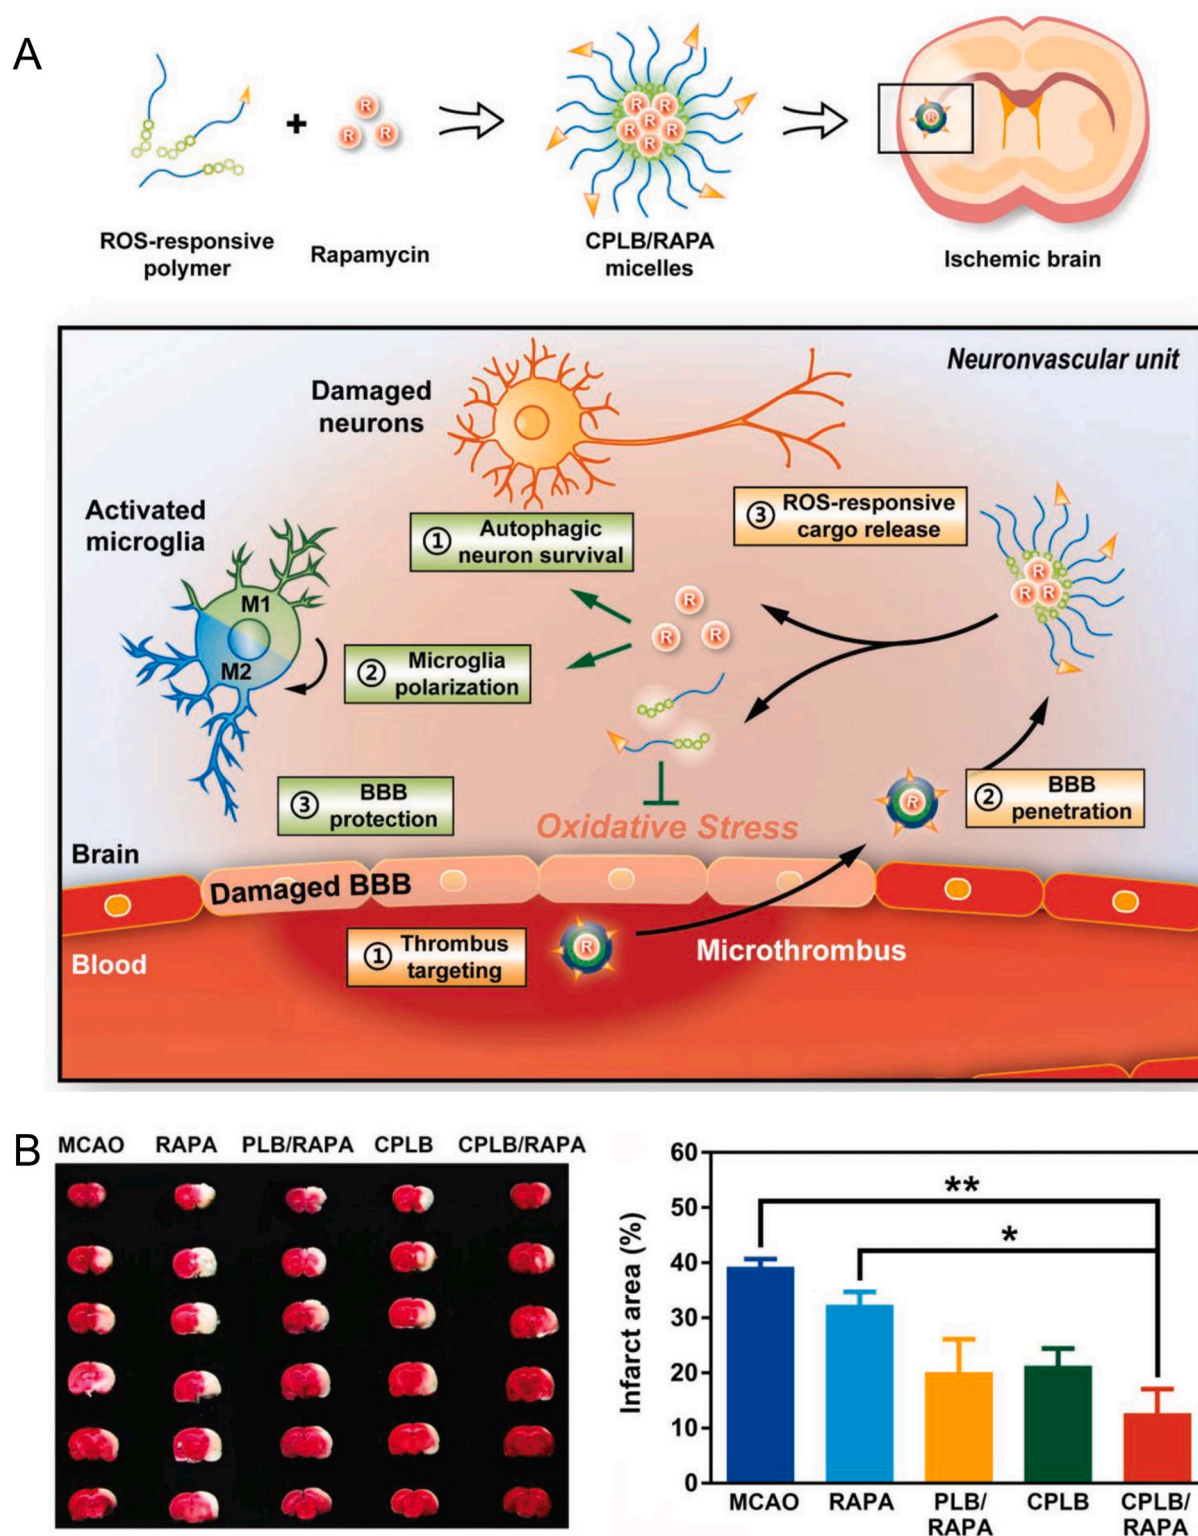 A
R
R
R
+
R
R
R
R
R
R
R
ROS-responsive
polymer
Rapamycin
CPLB/RAPA
micelles
Ischemic brain
Neuronvascular unit
Damaged
neurons
Activated
microglia
① Autophagic
neuron survival
③ ROS-responsive
cargo release
R
R
R
M1
M2
R
R
R
② Microglia
polarization
③ BBB
protection
R
② BBB
penetration
Oxidative Stress
Brain
Damaged BBB
Blood
① Thrombus
targeting
R
Microthrombus
B
MCAO RAPA PLB/RAPA CPLB CPLB/RAPA
Infarct area (%)
60
50
40
30
20
10
0
**
*
MCAO RAPA PLB/ CPLB CPLB/
RAPA RAPA